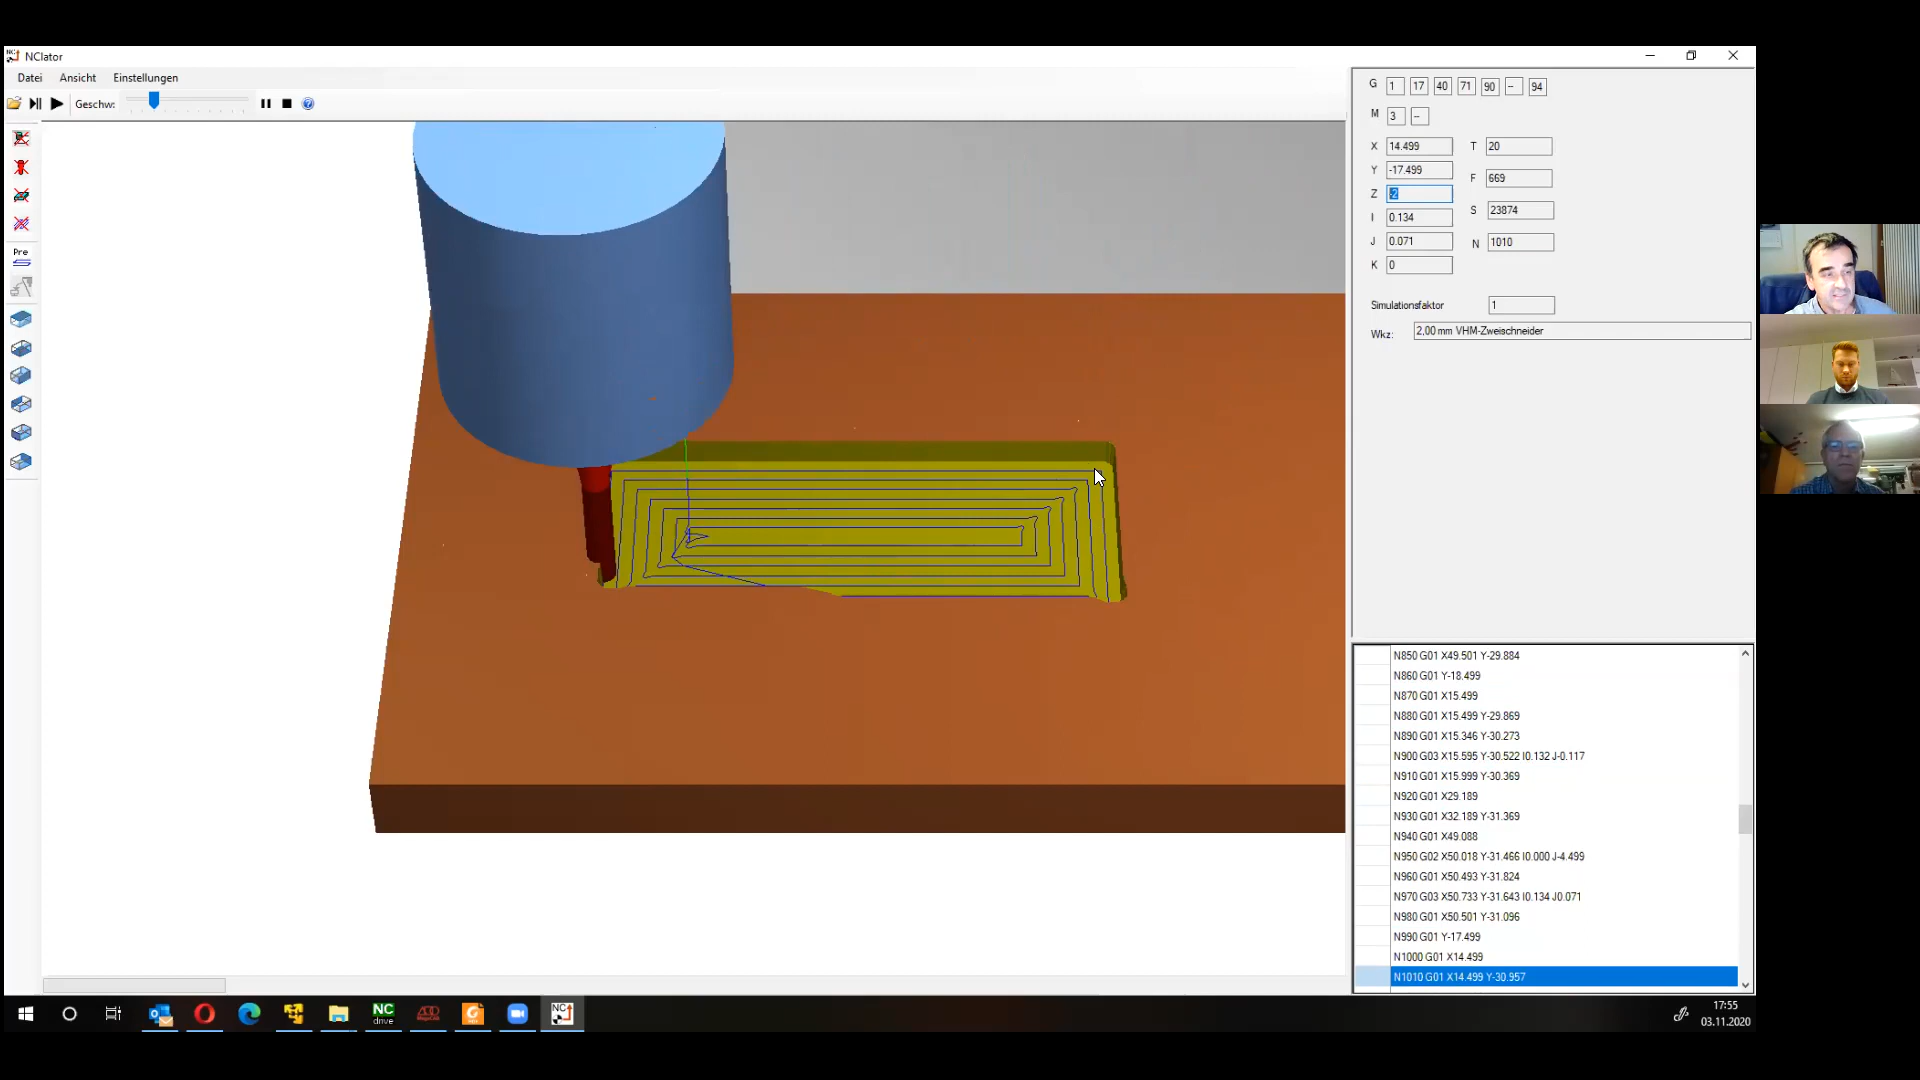 NClator
Datei Ansicht Einstellungen
Geschw:
Pre
G 1 17 40 71 90 -- 94
M 3 --
X 14.499 T 20
Y -17.499
F 669
Z -2
S 23874
I 0.134
J 0.071 N 1010
K 0
Simulationsfaktor 1
Wkz: 2,00 mm VHM-Zweischneider
N850 G01 X49.501 Y-29.884
N860 G01 Y-18.499
N870 G01 X15.499
N880 G01 X15.499 Y-29.869
N890 G01 X15.346 Y-30.273
N900 G03 X15.595 Y-30.522 I0.132 J-0.117
N910 G01 X15.999 Y-30.369
N920 G01 X29.189
N930 G01 X32.189 Y-31.369
N940 G01 X49.088
N950 G02 X50.018 Y-31.466 I0.000 J-4.499
N960 G01 X50.493 Y-31.824
N970 G03 X50.733 Y-31.643 I0.134 J0.071
N980 G01 X50.501 Y-31.096
N990 G01 Y-17.499
N1000 G01 X14.499
N1010 G01 X14.499 Y-30.957
NC
drive
NC
17:55
03.11.2020